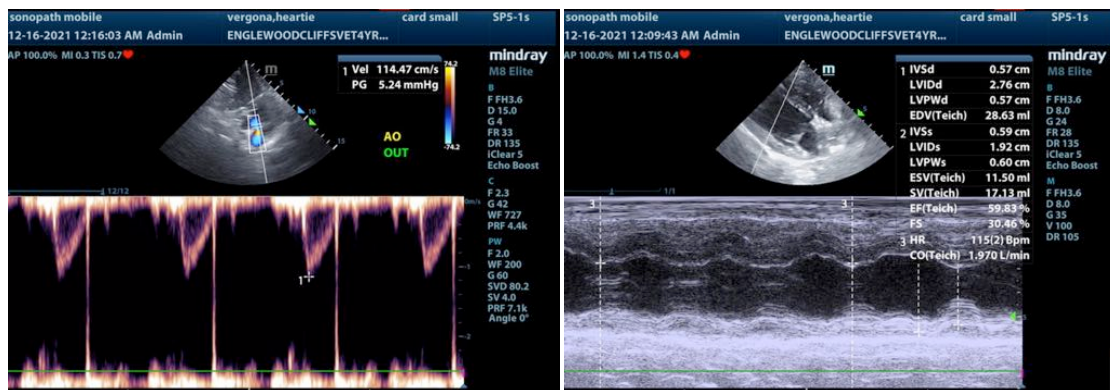 sonopath mobile vergona,heartie card small SP5-1s
12-16-2021 12:16:03 AM Admin ENGLEWOODCLIFFSVET4YR...
AP 100.0% MI 0.3 TIS 0.7
mindray
M8 Elite
m
1 Vel 114.47 cm/s
PG 5.24 mmHg
74.2
-74.2
5
10
15
AO
OUT
B
F FH3.6
D 15.0
G 4
FR 33
DR 135
iClear 5
Echo Boost
C
F 2.3
G 42
WF 727
PRF 4.4k
PW
F 2.0
WF 200
G 60
SVD 80.2
SV 4.0
PRF 7.1k
Angle 0°
12/12
0m/s
-1
-2
1
sonopath mobile vergona,heartie card small SP5-1s
12-16-2021 12:09:43 AM Admin ENGLEWOODCLIFFSVET4YR...
AP 100.0% MI 1.4 TIS 0.4
mindray
M8 Elite
m
5
1 IVSd 0.57 cm
LVIDd 2.76 cm
LVPWd 0.57 cm
EDV(Teich) 28.63 ml
2 IVSs 0.59 cm
LVIDs 1.92 cm
LVPWs 0.60 cm
ESV(Teich) 11.50 ml
SV(Teich) 17.13 ml
EF(Teich) 59.83 %
FS 30.46 %
3 HR 115(2) Bpm
CO(Teich) 1.970 L/min
B
F FH3.6
D 8.0
G 24
FR 28
DR 135
iClear 5
Echo Boost
M
F FH3.6
D 8.0
G 35
V 100
DR 105
1/1
3
3
5